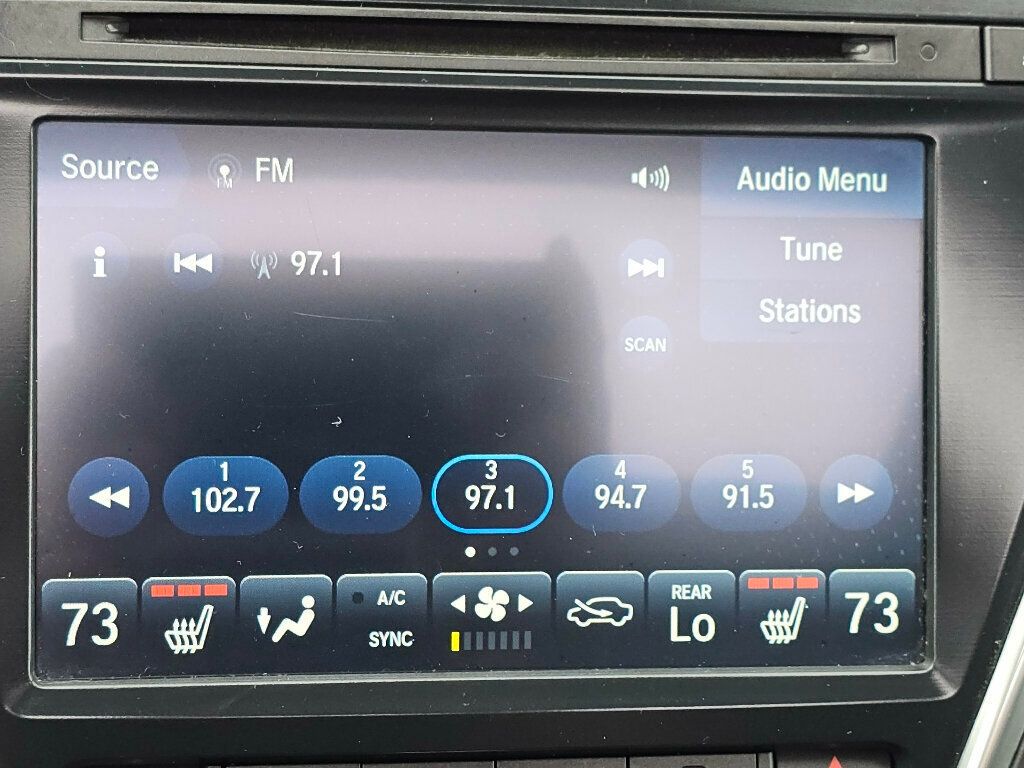 Source
FM
FM
Audio Menu
i
97.1
Tune
Stations
SCAN
1
102.7
2
99.5
3
97.1
4
94.7
5
91.5
73
A/C
SYNC
REAR
Lo
73